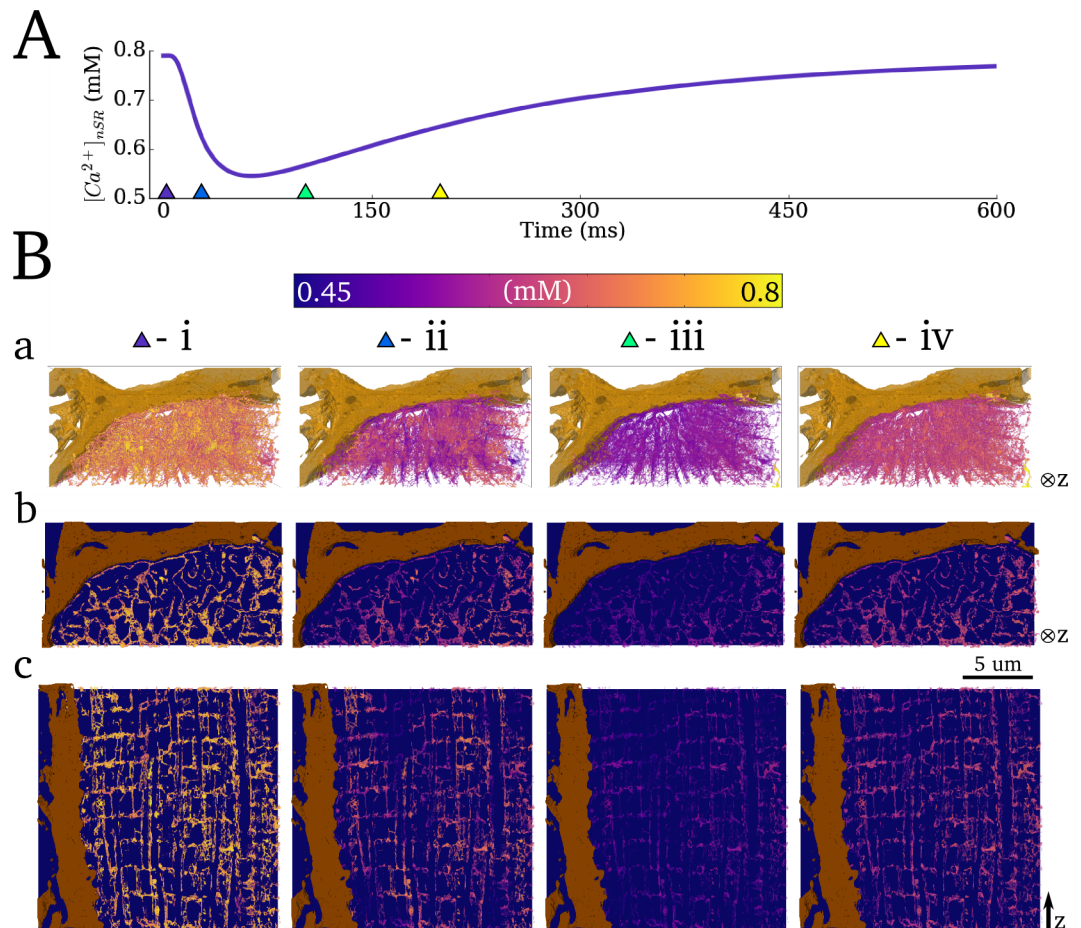 A
[Ca²⁺]nSR (mM)
0.8
0.7
0.6
0.5
0 150 300 450 600
Time (ms)
B
0.45 (mM) 0.8
- i - ii - iii - iv
a
⊗z
b
⊗z
5 um
c
z